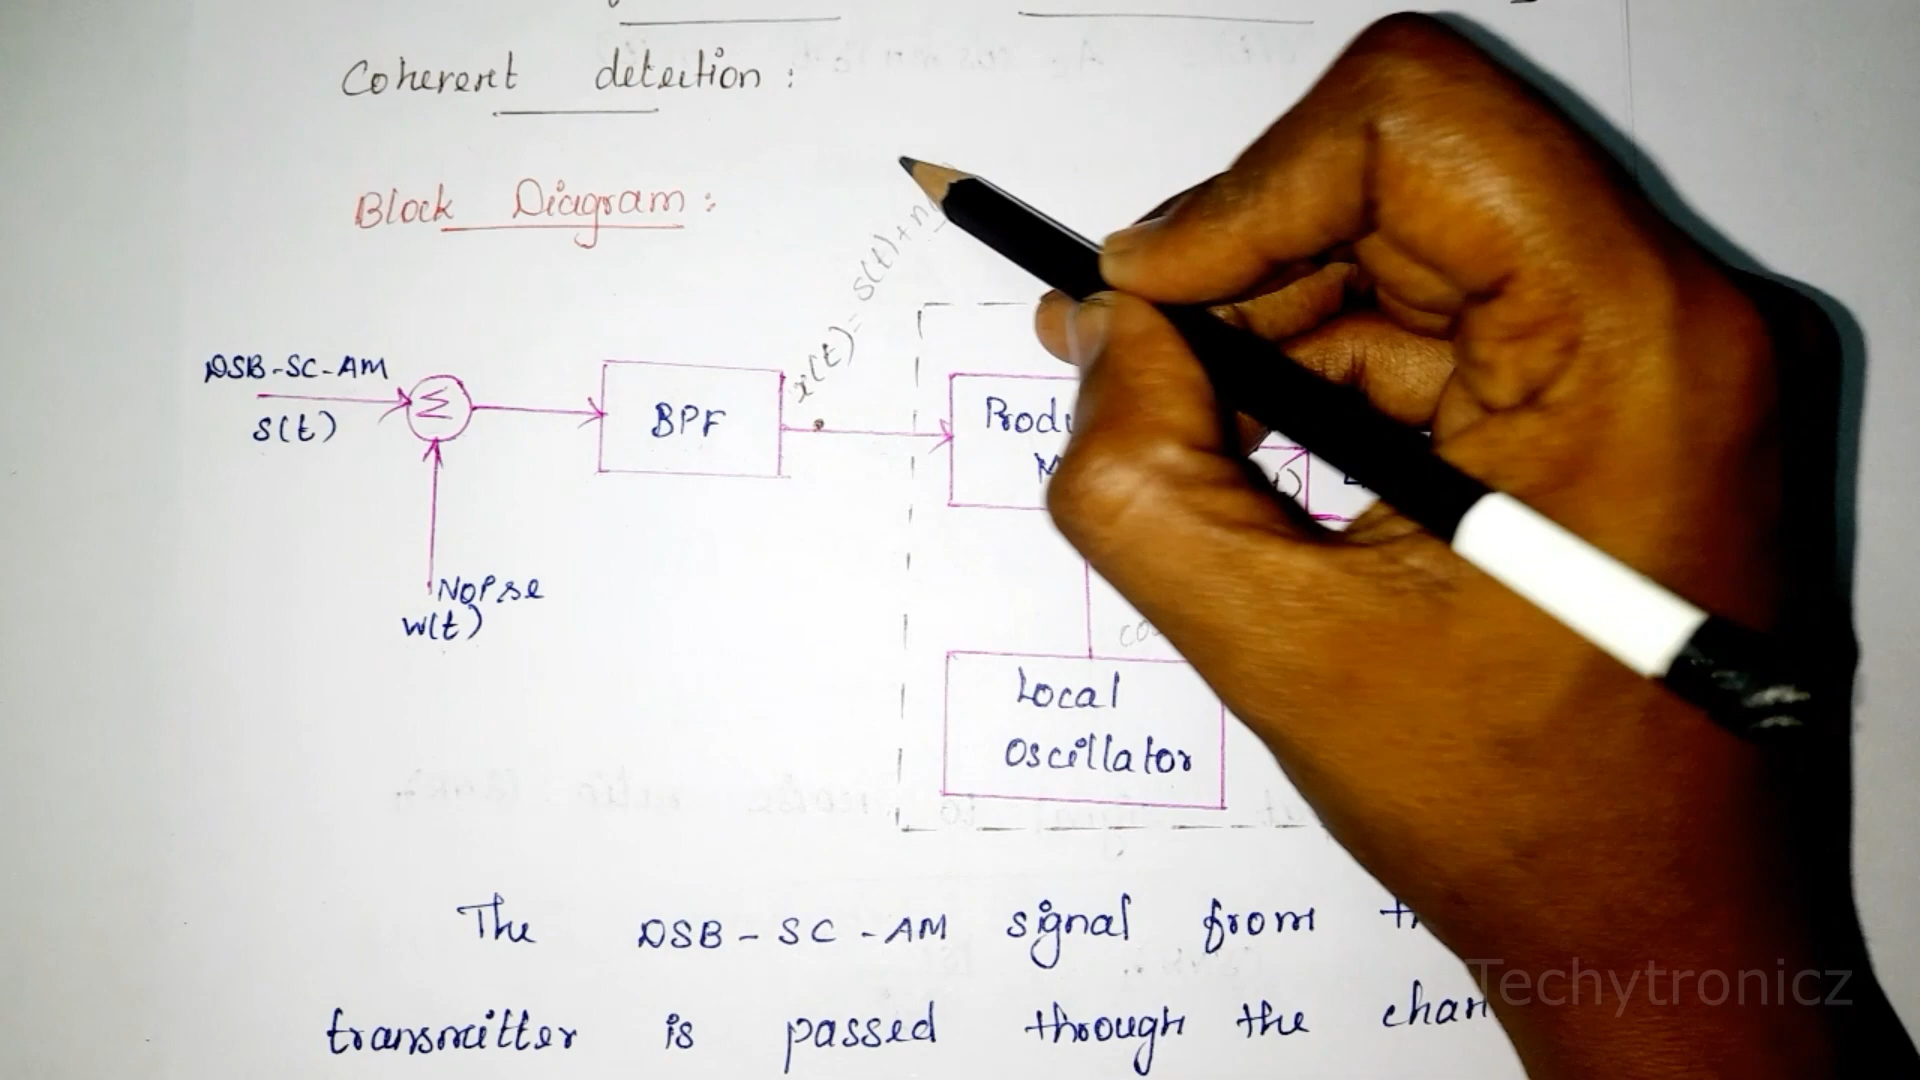 Coherent detection :
Block Diagram :
x(t) = s(t) + n
DSB-SC-AM
s(t)
Σ
BPF
Noise
w(t)
Local
Oscillator
The DSB-SC-AM signal from
transmitter is passed through the
Techytronicz